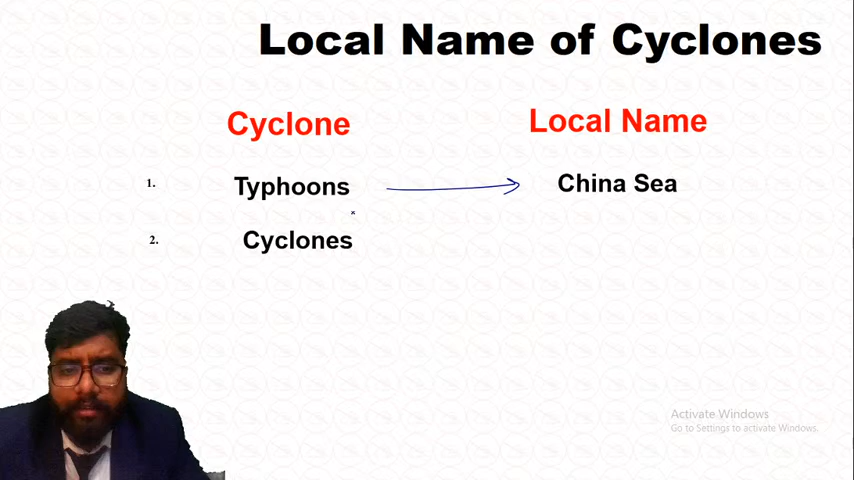 Local Name of Cyclones
Cyclone Local Name
1. Typhoons China Sea
2. Cyclones
Activate Windows
Go to Settings to activate Windows.